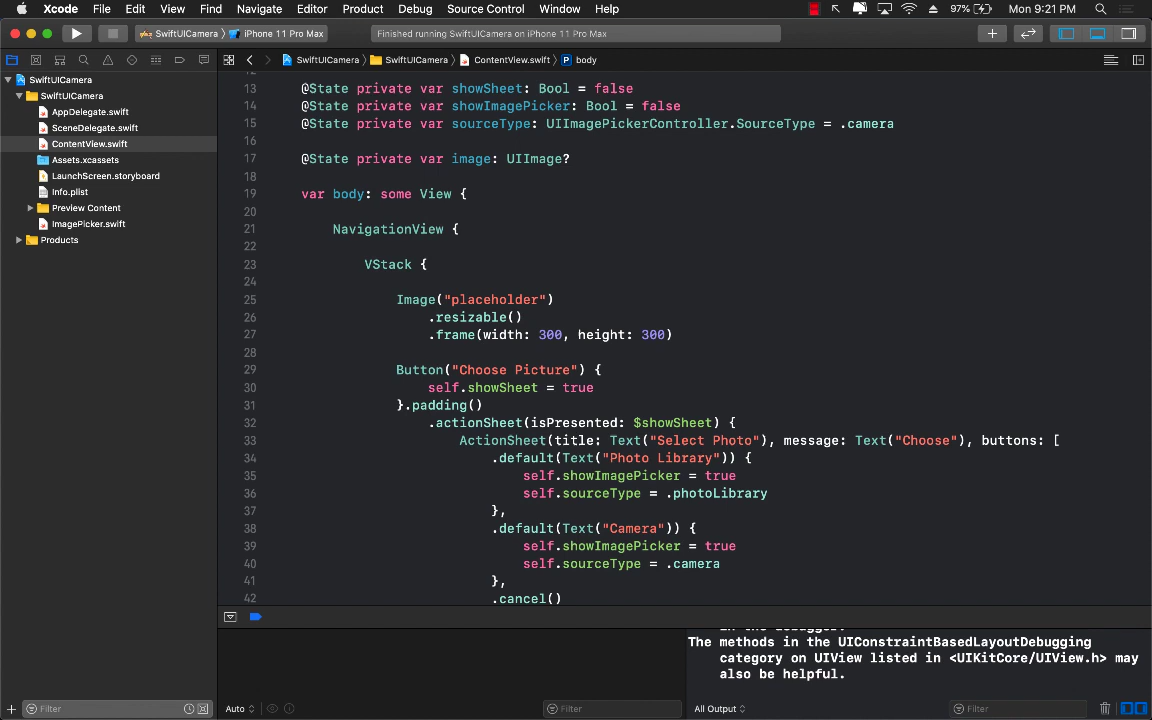 Xcode File Edit View Find Navigate Editor Product Debug Source Control Window Help 97% Mon 9:21 PM
SwiftUICamera iPhone 11 Pro Max Finished running SwiftUICamera on iPhone 11 Pro Max
SwiftUICamera SwiftUICamera ContentView.swift P body
SwiftUICamera
SwiftUICamera
AppDelegate.swift
SceneDelegate.swift
ContentView.swift
Assets.xcassets
LaunchScreen.storyboard
Info.plist
Preview Content
ImagePicker.swift
Products
13 @State private var showSheet: Bool = false
14 @State private var showImagePicker: Bool = false
15 @State private var sourceType: UIImagePickerController.SourceType = .camera
16
17 @State private var image: UIImage?
18
19 var body: some View {
20
21 NavigationView {
22
23 VStack {
24
25 Image("placeholder")
26 .resizable()
27 .frame(width: 300, height: 300)
28
29 Button("Choose Picture") {
30 self.showSheet = true
31 }.padding()
32 .actionSheet(isPresented: $showSheet) {
33 ActionSheet(title: Text("Select Photo"), message: Text("Choose"), buttons: [
34 .default(Text("Photo Library")) {
35 self.showImagePicker = true
36 self.sourceType = .photoLibrary
37 },
38 .default(Text("Camera")) {
39 self.showImagePicker = true
40 self.sourceType = .camera
41 },
42 .cancel()
in the debugger.
The methods in the UIConstraintBasedLayoutDebugging
category on UIView listed in <UIKitCore/UIView.h> may
also be helpful.
Filter Auto Filter All Output Filter